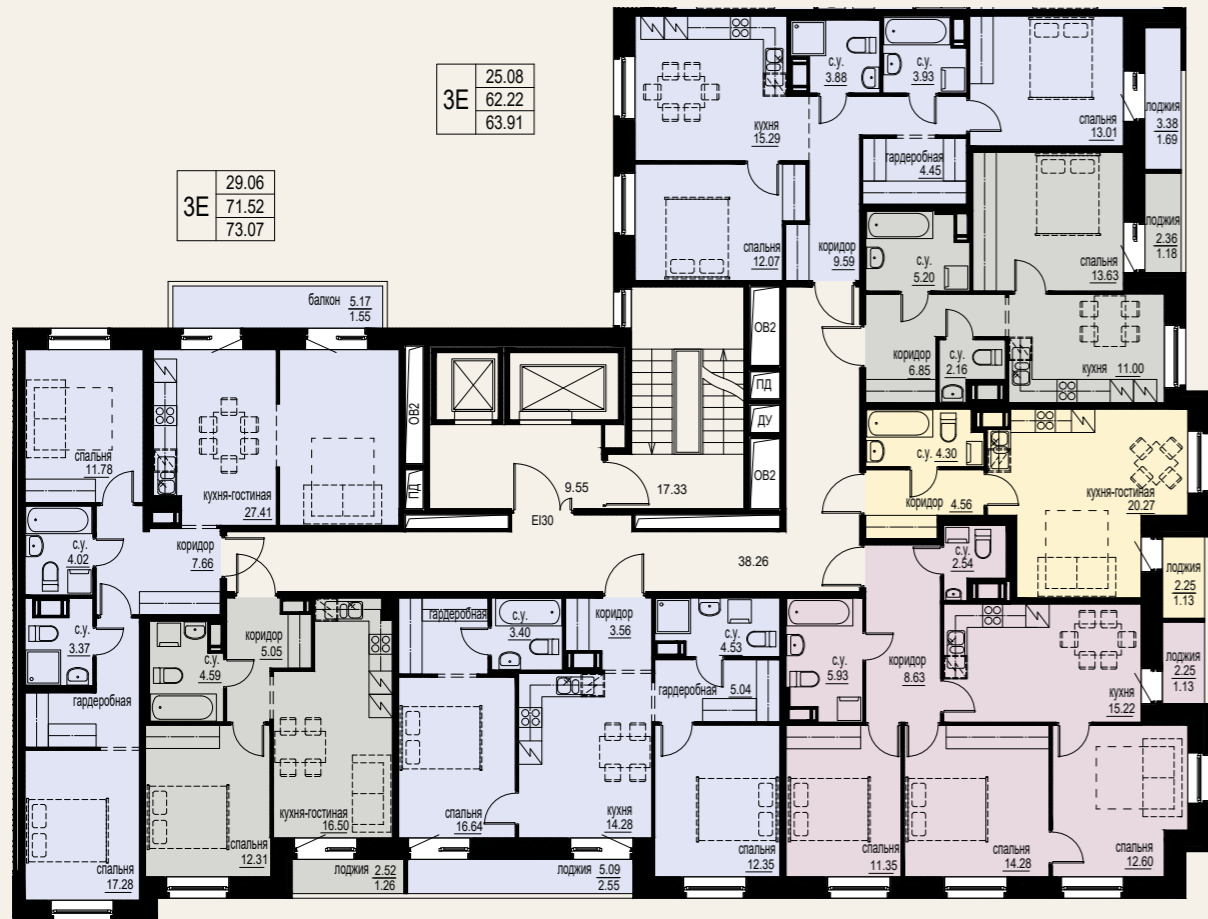 3E
25.08
62.22
63.91
3E
29.06
71.52
73.07
кухня
15.29
с.у.
3.88
с.у.
3.93
спальня
13.01
лоджия
3.38
1.69
гардеробная
4.45
спальня
12.07
коридор
9.59
с.у.
5.20
спальня
13.63
лоджия
2.36
1.18
балкон 5.17
1.55
ОВ2
ПД
ДУ
ОВ2
коридор
6.85
с.у.
2.16
кухня 11.00
спальня
11.78
кухня-гостиная
27.41
ОВ2
ПД
9.55
17.33
EI30
38.26
с.у. 4.30
коридор 4.56
кухня-гостиная
20.27
с.у.
4.02
коридор
7.66
с.у.
2.54
лоджия
2.25
1.13
с.у.
3.37
гардеробная
с.у.
4.59
коридор
5.05
гардеробная
с.у.
3.40
коридор
3.56
с.у.
4.53
гардеробная 5.04
с.у.
5.93
коридор
8.63
кухня
15.22
лоджия
2.25
1.13
спальня
17.28
спальня
12.31
кухня-гостиная
16.50
спальня
16.64
кухня
14.28
спальня
12.35
спальня
11.35
спальня
14.28
12.60
лоджия 2.52
1.26
лоджия 5.09
2.55